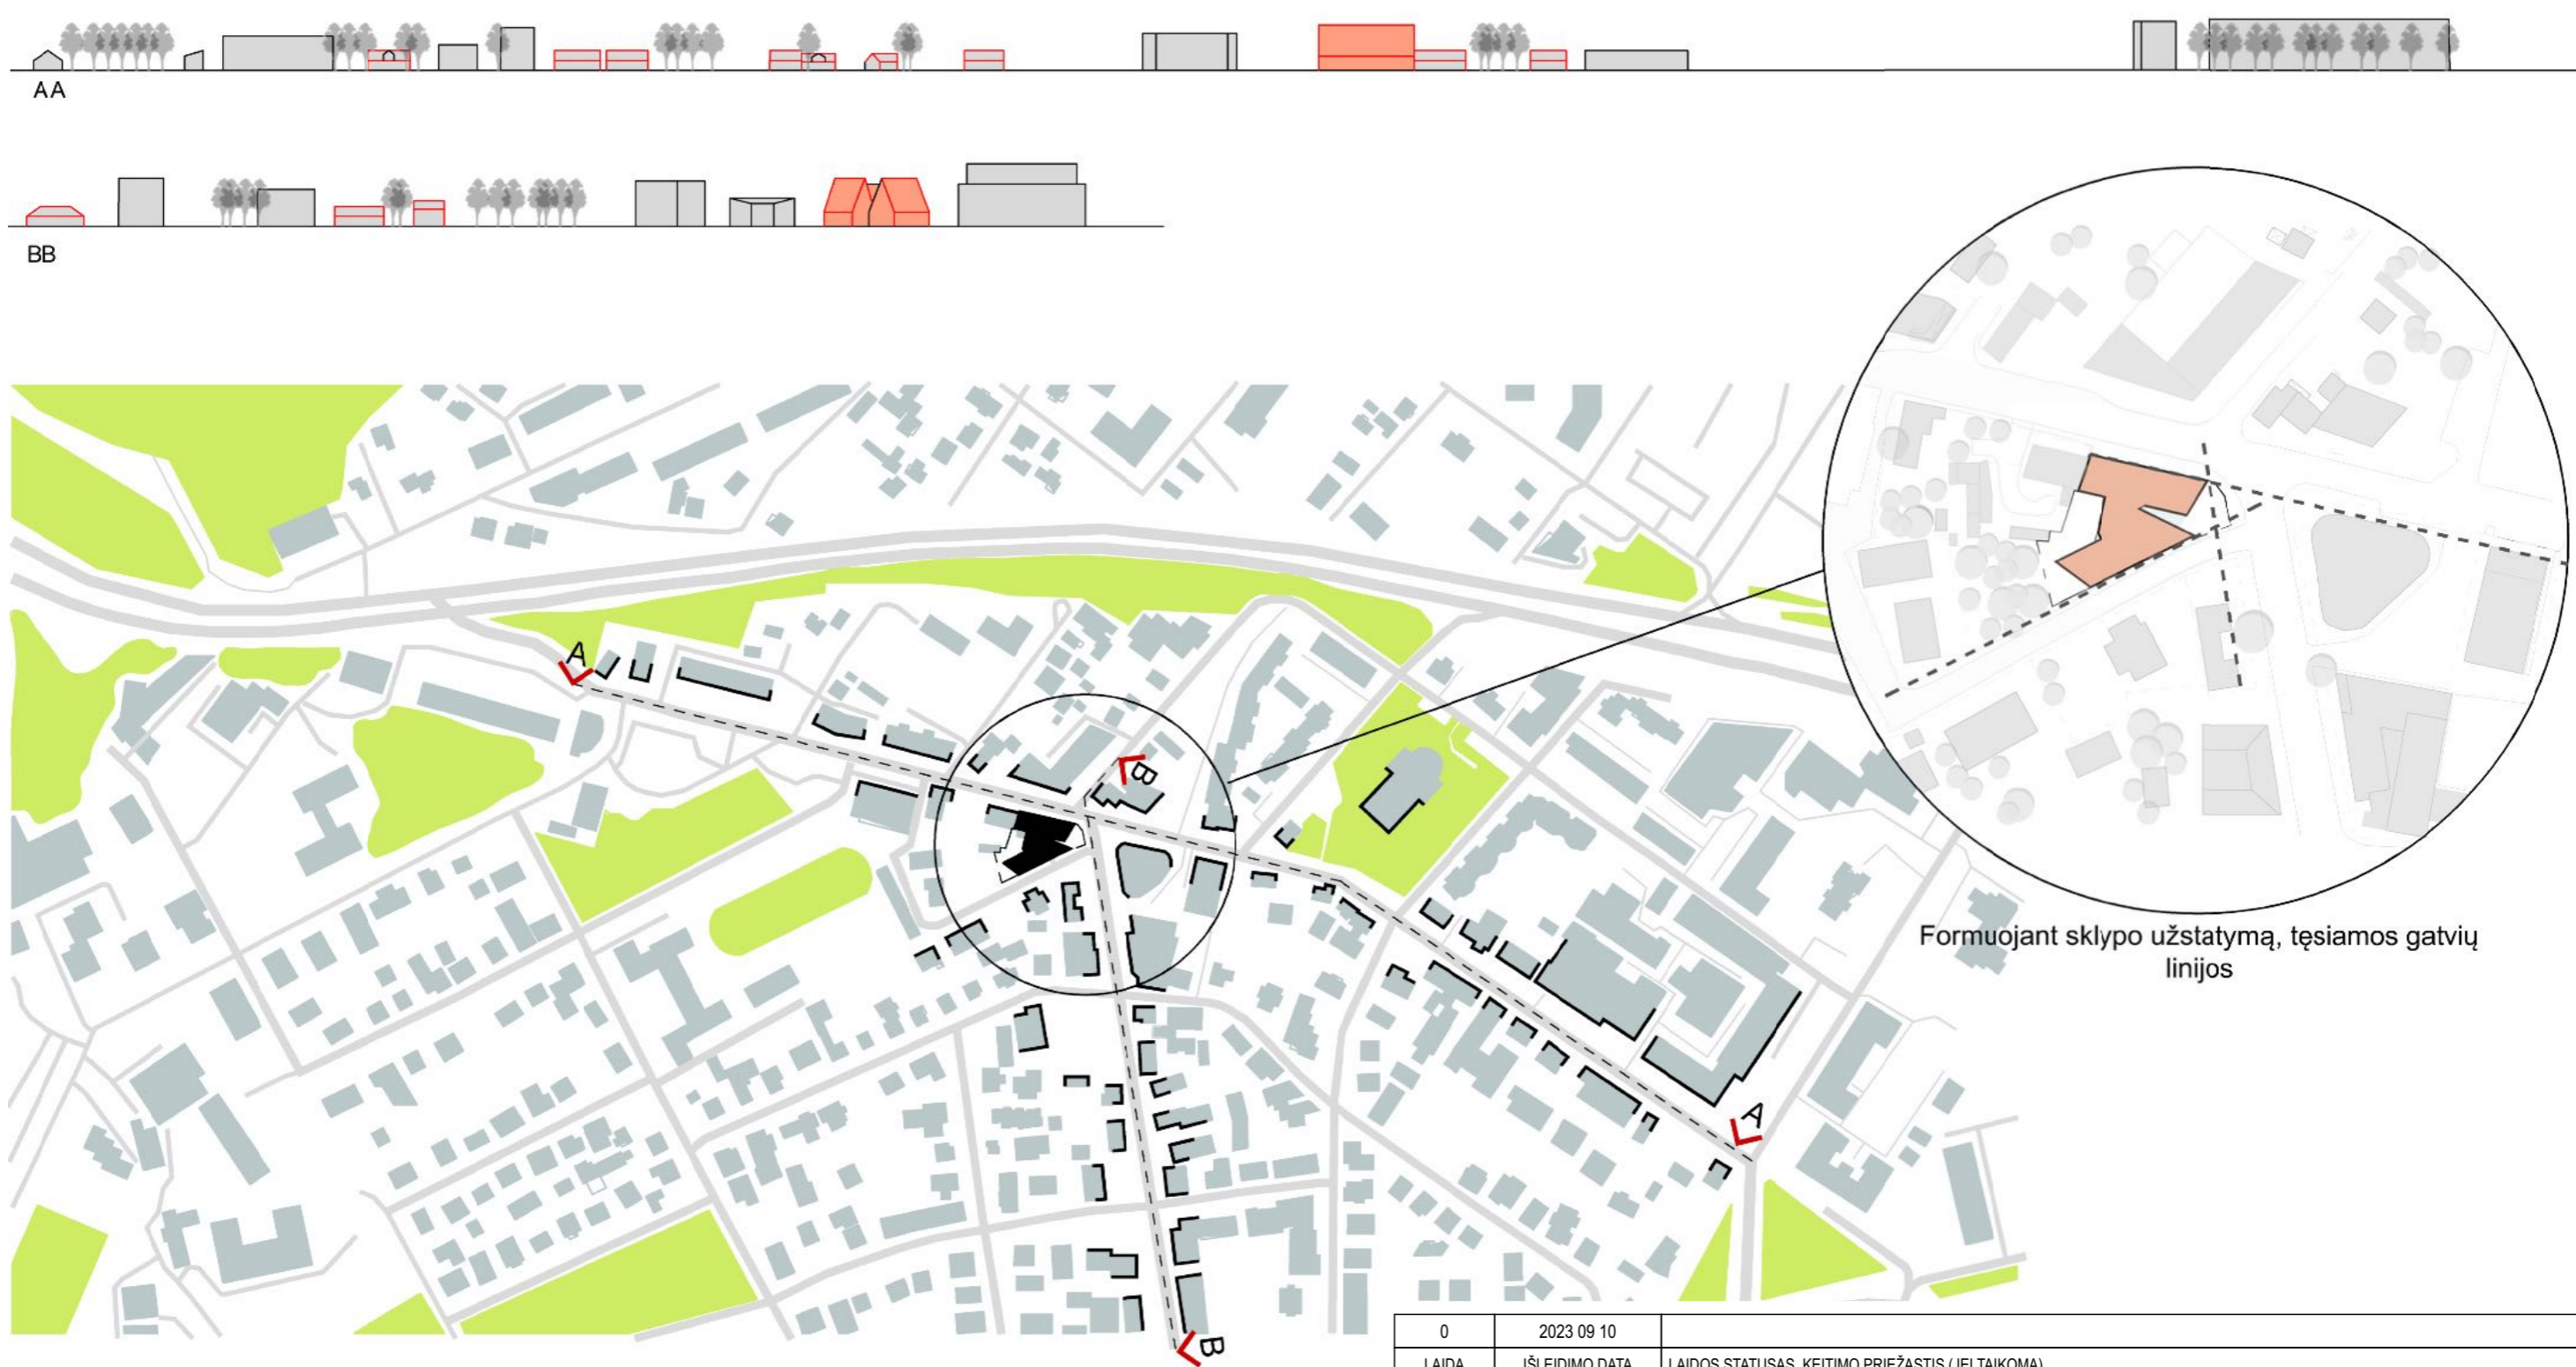 AA
BB
A
B
A
B
Formuojant sklypo užstatymą, tęsiamos gatvių
linijos
0 2023 09 10
LAIDA IŠLEIDIMO DATA LAIDOS STATUSAS. KEITIMO PRIEŽASTIS (JEI TAIKOMA)